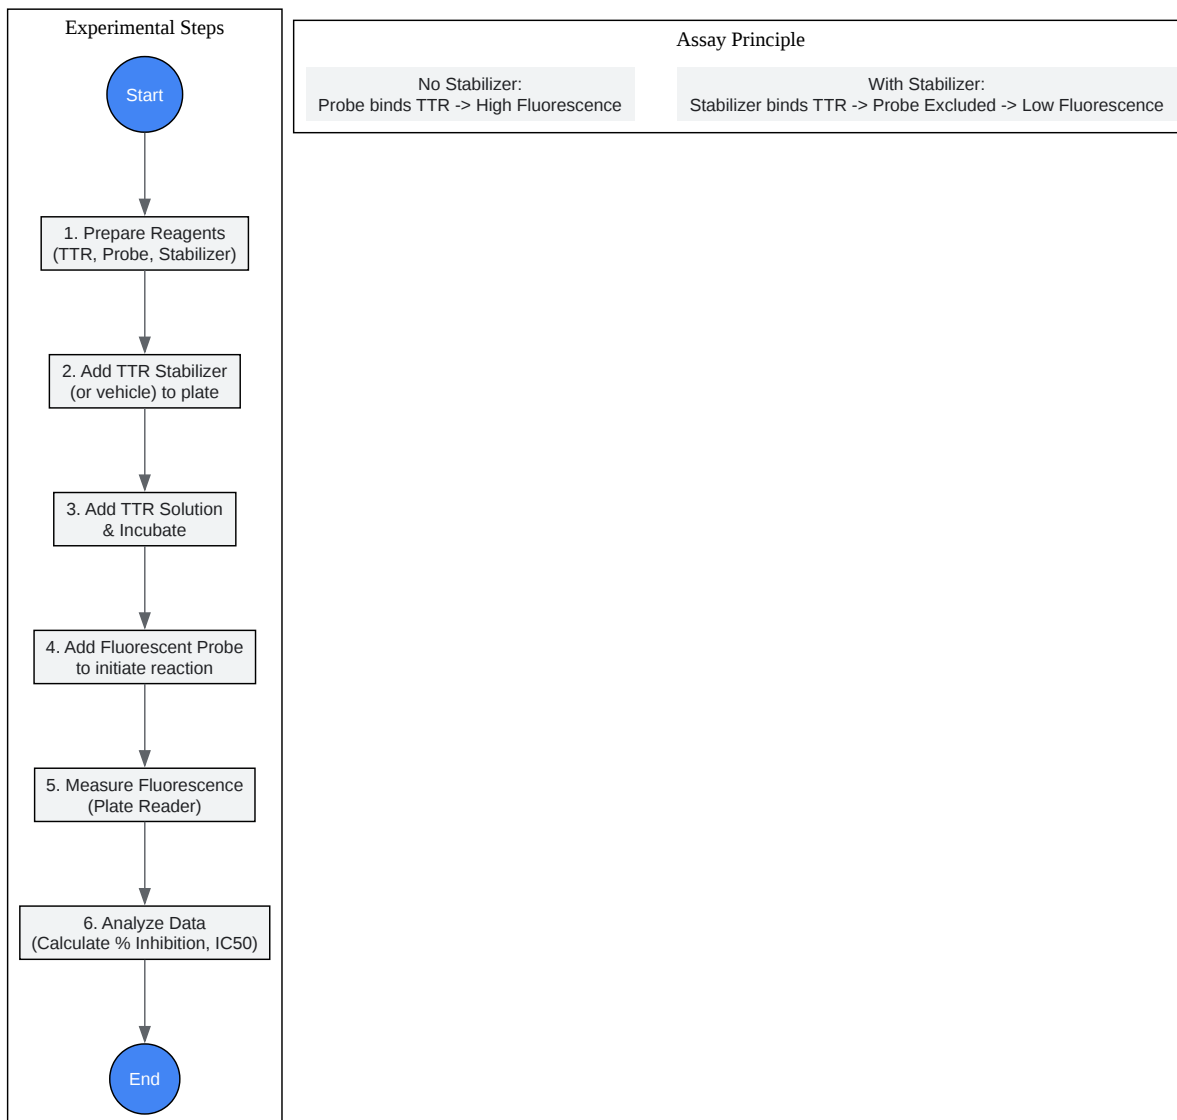 Experimental Steps
Start
1. Prepare Reagents
(TTR, Probe, Stabilizer)
2. Add TTR Stabilizer
(or vehicle) to plate
3. Add TTR Solution
& Incubate
4. Add Fluorescent Probe
to initiate reaction
5. Measure Fluorescence
(Plate Reader)
6. Analyze Data
(Calculate % Inhibition, IC50)
End
Assay Principle
No Stabilizer:
Probe binds TTR -> High Fluorescence
With Stabilizer:
Stabilizer binds TTR -> Probe Excluded -> Low Fluorescence